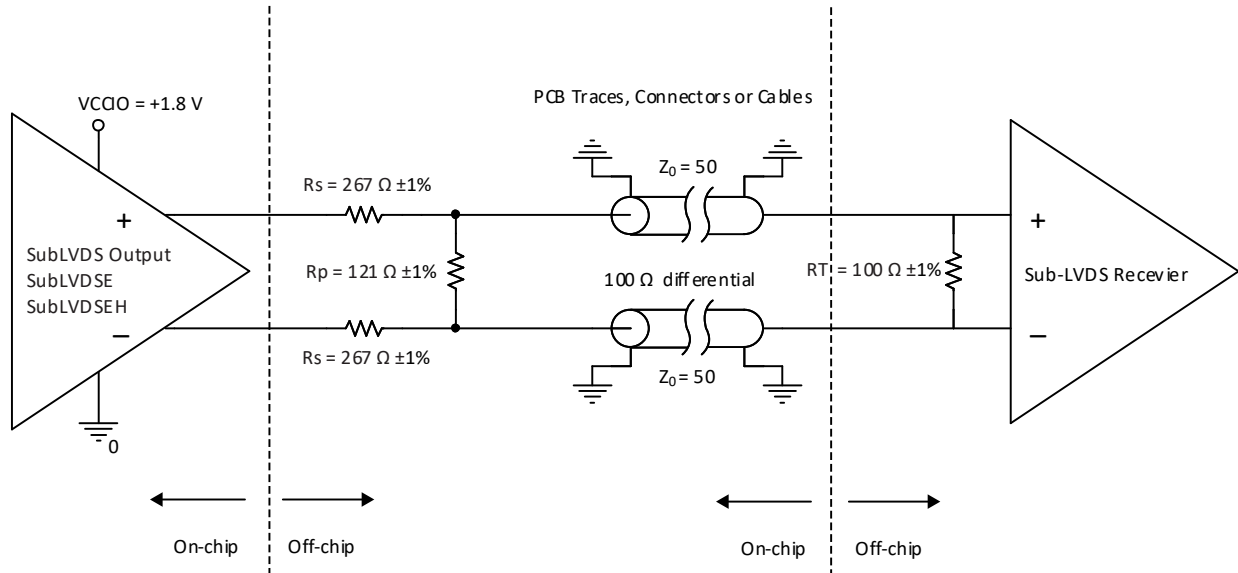 VCCIO = +1.8 V
PCB Traces, Connectors or Cables
Z0 = 50
Rs = 267 Ω ±1%
+
+
SubLVDS Output
SubLVDSE
SubLVDSEH
Rp = 121 Ω ±1%
100 Ω differential
RT = 100 Ω ±1%
Sub-LVDS Recevier
−
−
Rs = 267 Ω ±1%
Z0 = 50
0
On-chip
Off-chip
On-chip
Off-chip